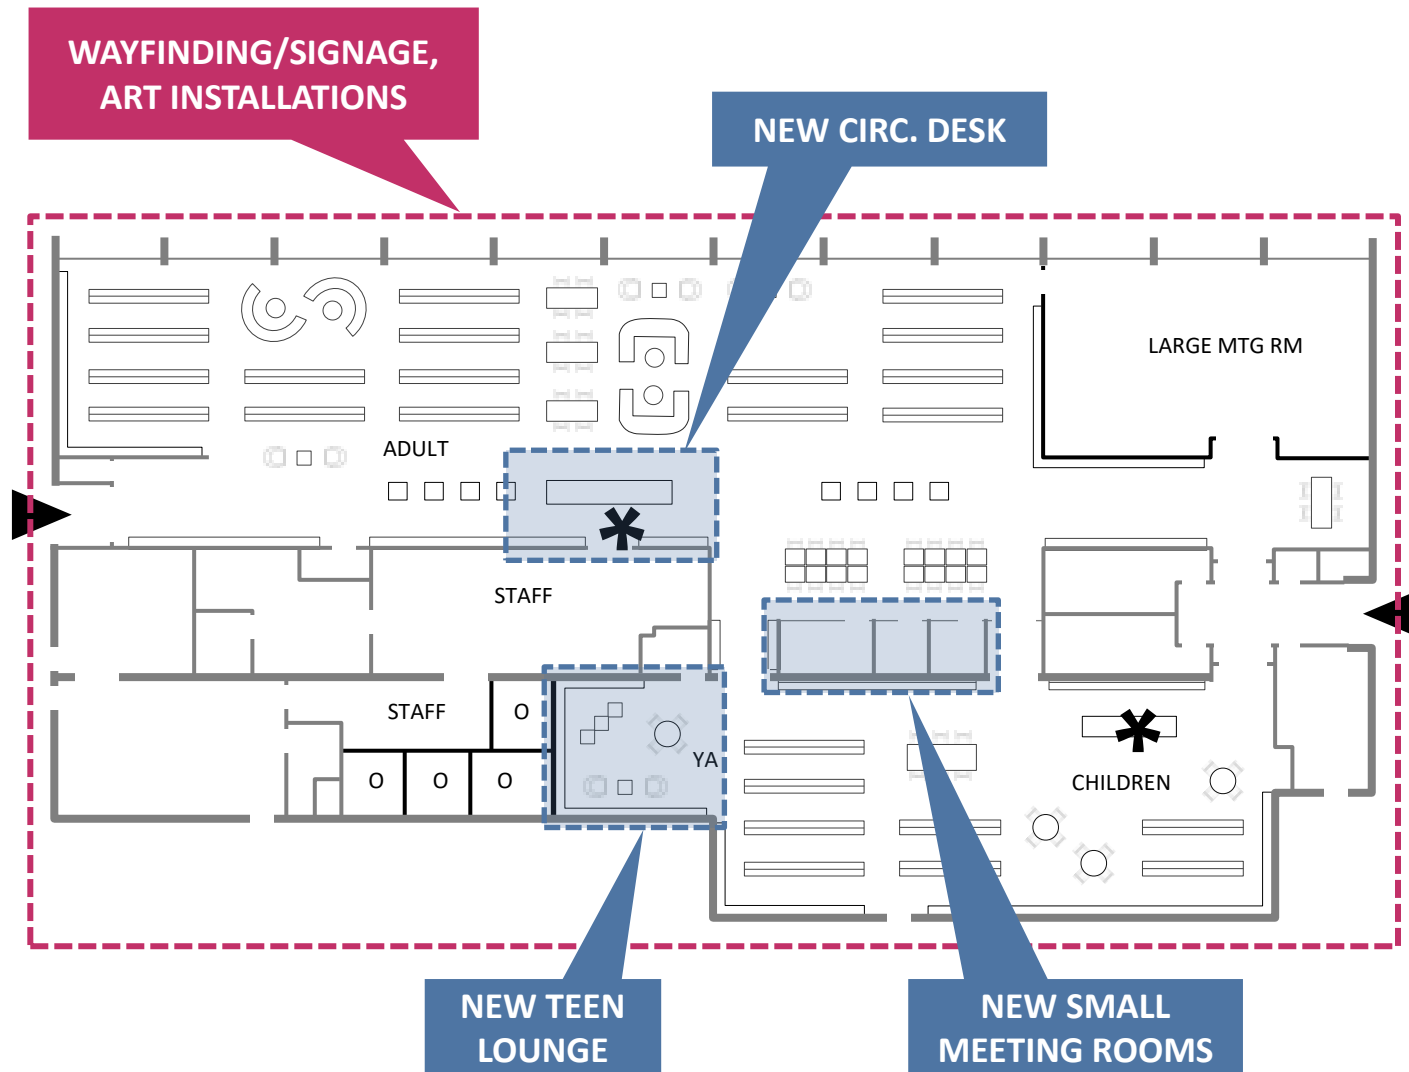 WAYFINDING/SIGNAGE,
ART INSTALLATIONS
NEW CIRC. DESK
LARGE MTG RM
ADULT
STAFF
STAFF
O
YA
O
O
O
CHILDREN
NEW TEEN
LOUNGE
NEW SMALL
MEETING ROOMS